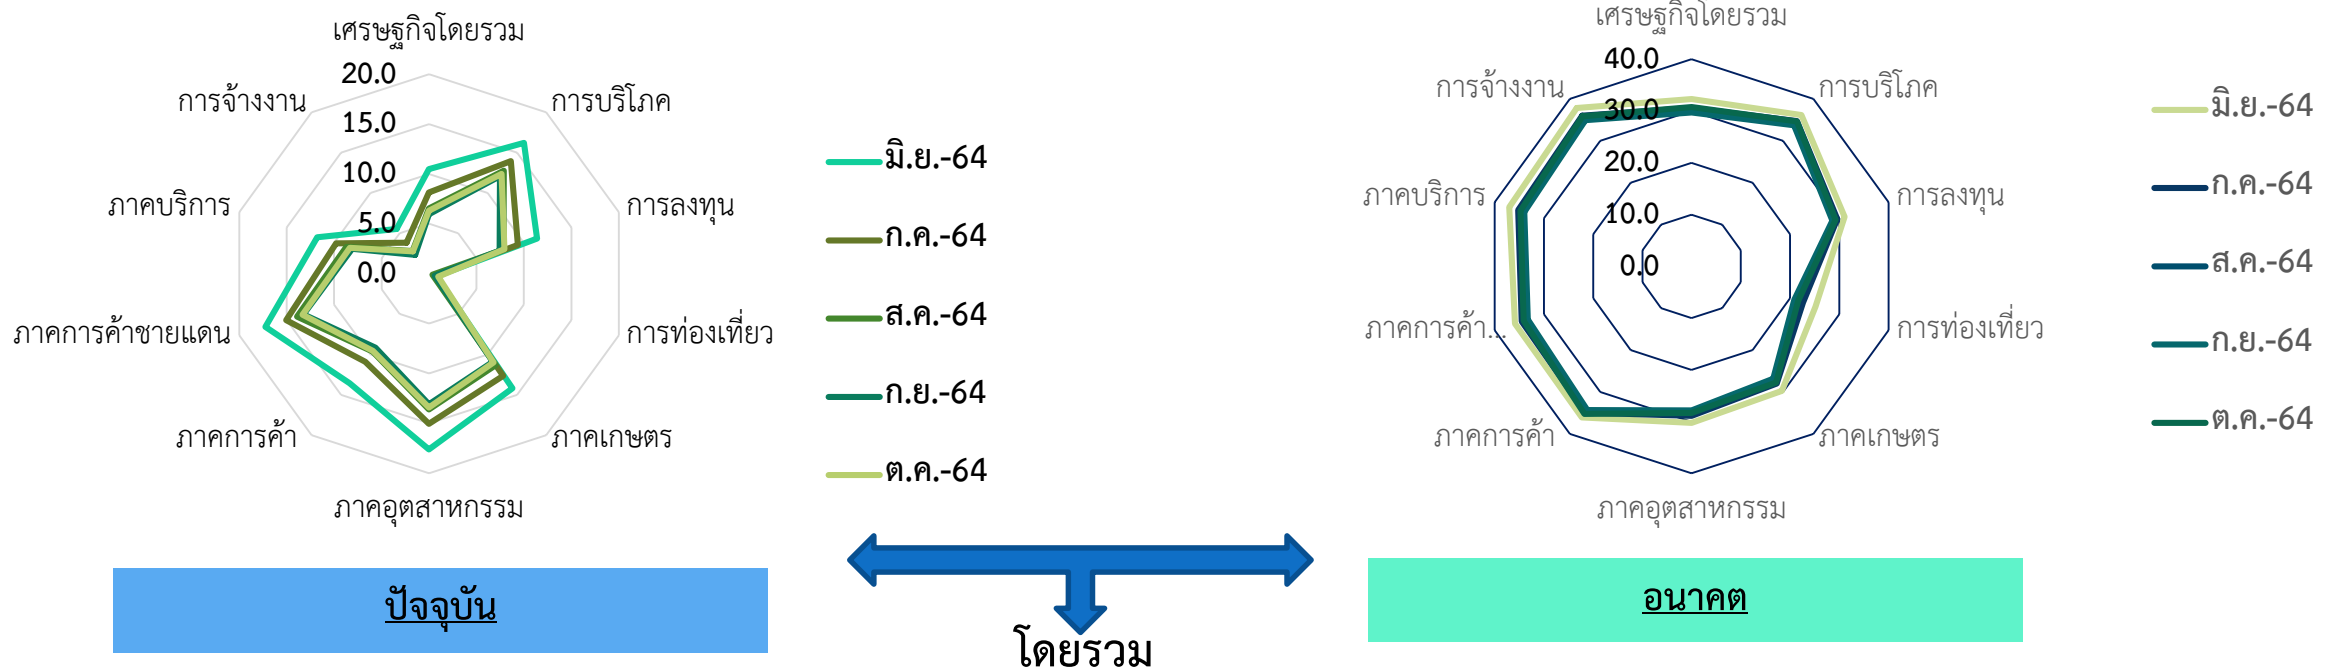 เศรษฐกิจโดยรวม
20.0
การจ้างงาน
การบริโภค
15.0
10.0
ภาคบริการ
การลงทุน
5.0
0.0
ภาคการค้าชายแดน
การท่องเที่ยว
ภาคการค้า
ภาคเกษตร
ภาคอุตสาหกรรม
มิ.ย.-64
ก.ค.-64
ส.ค.-64
ก.ย.-64
ต.ค.-64
ปัจจุบัน
โดยรวม
เศรษฐกิจโดยรวม
40.0
การจ้างงาน
การบริโภค
30.0
20.0
ภาคบริการ
การลงทุน
10.0
0.0
ภาคการค้า...
การท่องเที่ยว
ภาคการค้า
ภาคเกษตร
ภาคอุตสาหกรรม
มิ.ย.-64
ก.ค.-64
ส.ค.-64
ก.ย.-64
ต.ค.-64
อนาคต